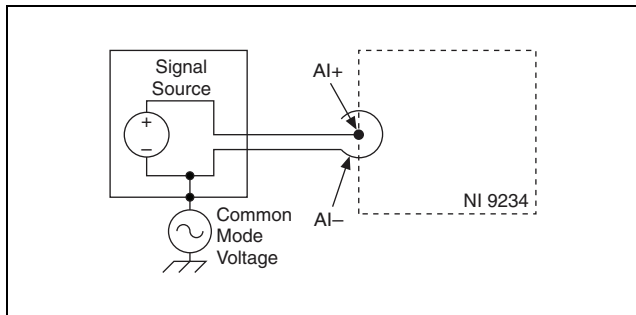 Signal
Source
AI+
+
–
NI 9234
AI–
Common
Mode
Voltage